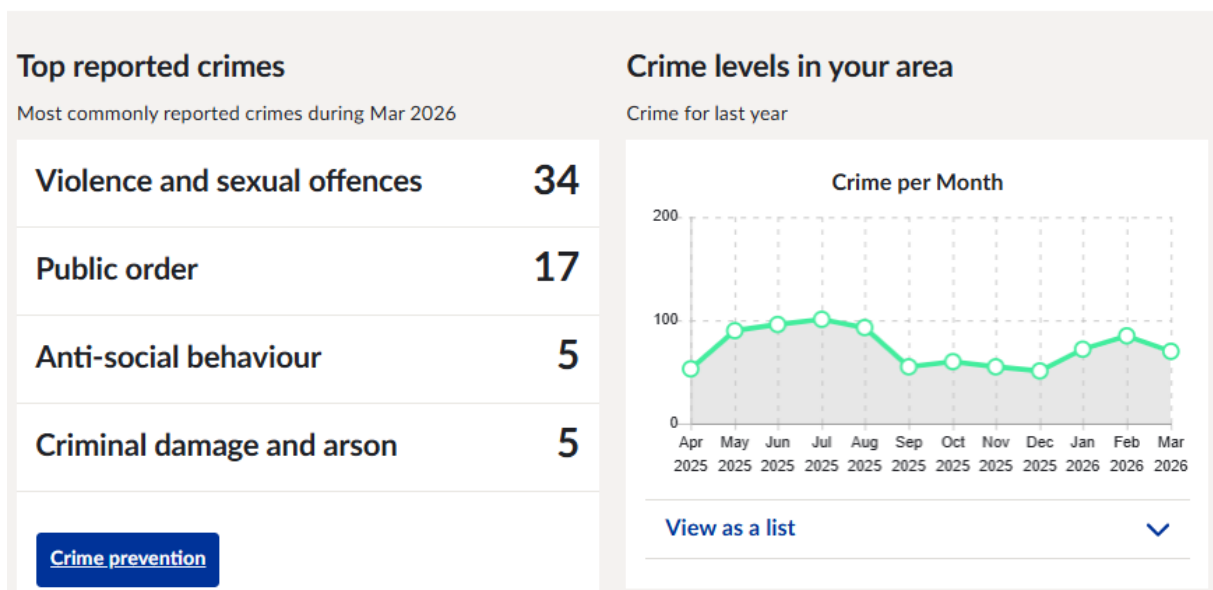 Top reported crimes
Most commonly reported crimes during Mar 2026
Violence and sexual offences 34
Public order 17
Anti-social behaviour 5
Criminal damage and arson 5
Crime prevention
Crime levels in your area
Crime for last year
Crime per Month
200
100
0
Apr May Jun Jul Aug Sep Oct Nov Dec Jan Feb Mar
2025 2025 2025 2025 2025 2025 2025 2025 2025 2026 2026 2026
View as a list